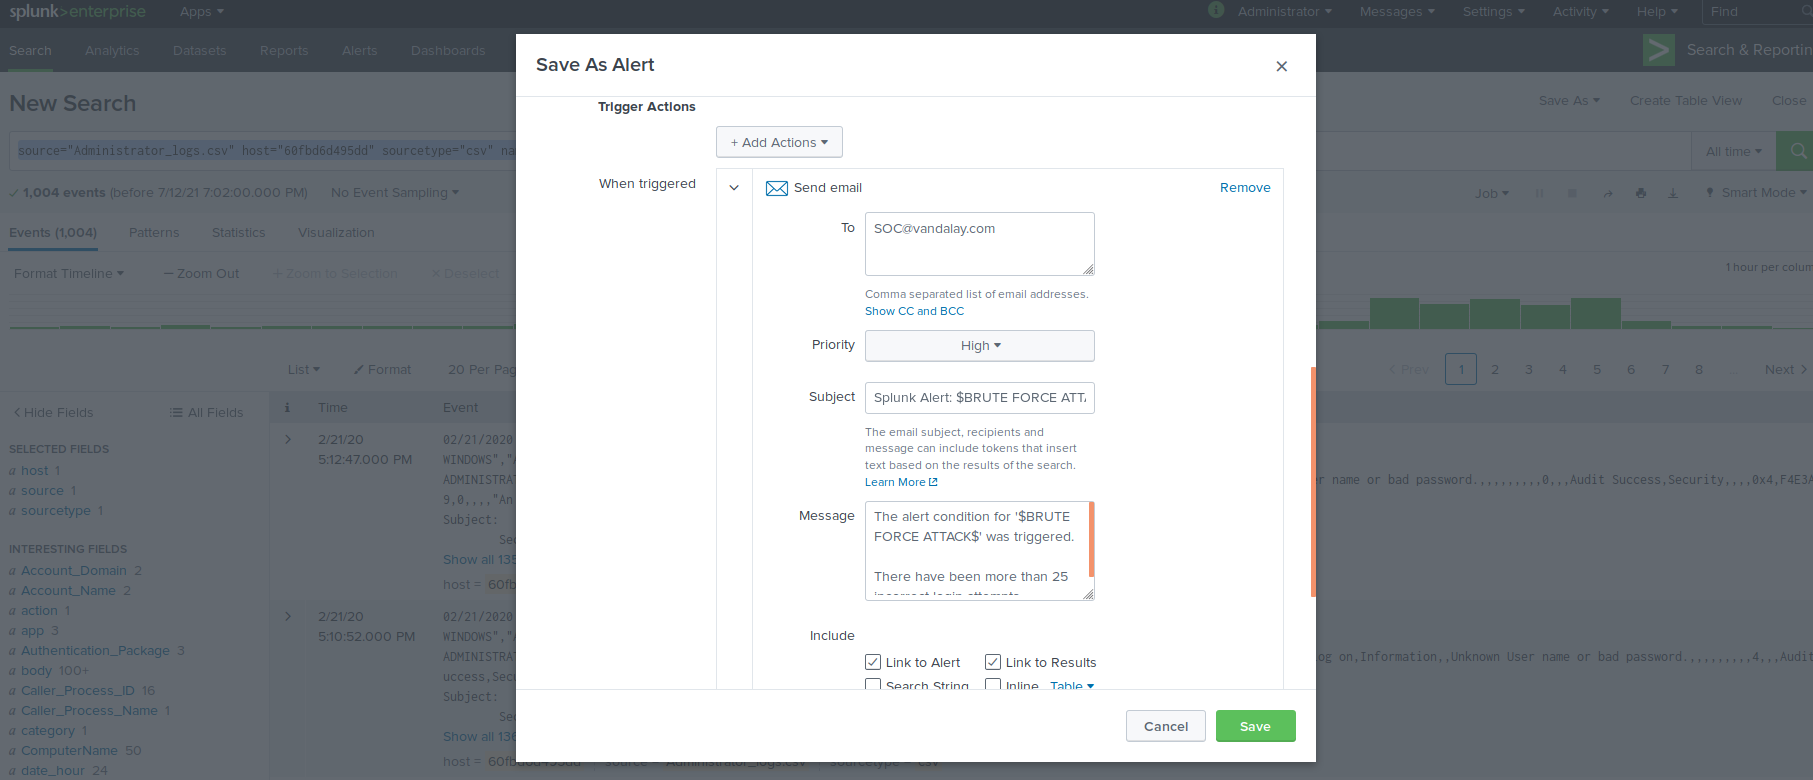 splunk>enterprise Apps Administrator Messages Settings Activity Help Find
Search Analytics Datasets Reports Alerts Dashboards Search & Reportin
New Search Save As Create Table View Close
source="Administrator_logs.csv" host="60fbd6d495dd" sourcetype="csv" na All time
1,004 events (before 7/12/21 7:02:00.000 PM) No Event Sampling Job Smart Mode
Events (1,004) Patterns Statistics Visualization
Format Timeline — Zoom Out + Zoom to Selection × Deselect 1 hour per colum
List Format 20 Per Pag < Prev 1 2 3 4 5 6 7 8 ... Next >
< Hide Fields All Fields i Time Event
SELECTED FIELDS
a host 1
a source 1
a sourcetype 1
INTERESTING FIELDS
a Account_Domain 2
a Account_Name 2
a action 1
a app 3
a Authentication_Package 3
a body 100+
a Caller_Process_ID 16
a Caller_Process_Name 1
a category 1
a ComputerName 50
a date_hour 24
> 2/21/20 02/21/2020
5:12:47.000 PM WINDOWS","
ADMINISTRA r name or bad password.,,,,,,,,,0,,,Audit Success,Security,,,,0x4,F4E3A
9,0,,,,"An
Subject:
Sec
Show all 135
host = 60fb
> 2/21/20 02/21/2020
5:10:52.000 PM WINDOWS","
ADMINISTRA og on,Information,,Unknown User name or bad password.,,,,,,,,,4,,,Audit
uccess,Sec
Subject:
Sec
Show all 136
host = source = Administrator_logs.csv sourcetype = csv
Save As Alert ×
Trigger Actions
+ Add Actions
When triggered Send email Remove
To SOC@vandalay.com
Comma separated list of email addresses.
Show CC and BCC
Priority High
Subject Splunk Alert: $BRUTE FORCE ATT
The email subject, recipients and
message can include tokens that insert
text based on the results of the search.
Learn More
Message The alert condition for '$BRUTE
FORCE ATTACK$' was triggered.
There have been more than 25
incorrect login attempts
Include
Link to Alert Link to Results
Search String Inline Table
Cancel Save